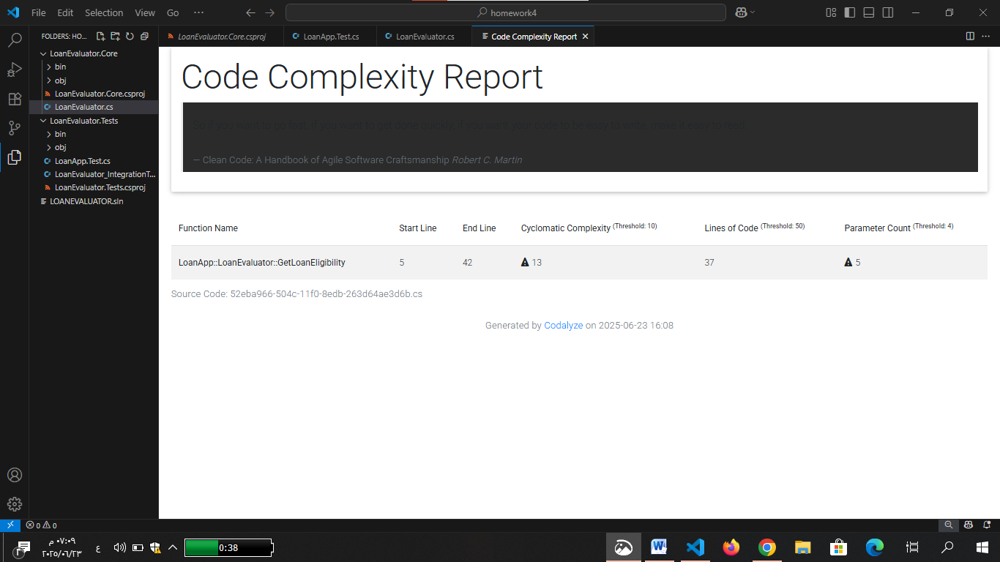 File Edit Selection View Go ··· homework4
FOLDERS: HO...
LoanEvaluator.Core.csproj
LoanApp.Test.cs
LoanEvaluator.cs
Code Complexity Report
LoanEvaluator.Core
bin
obj
LoanEvaluator.Core.csproj
LoanEvaluator.cs
LoanEvaluator.Tests
bin
obj
LoanApp.Test.cs
LoanEvaluator_IntegrationT...
LoanEvaluator.Tests.csproj
LOANEVALUATOR.sln
Code Complexity Report
So if you want to go fast, if you want to get done quickly, if you want your code to be easy to write, make it easy to read.
— Clean Code: A Handbook of Agile Software Craftsmanship Robert C. Martin
Function Name Start Line End Line Cyclomatic Complexity (Threshold: 10) Lines of Code (Threshold: 50) Parameter Count (Threshold: 4)
LoanApp::LoanEvaluator::GetLoanEligibility 5 42 13 37 5
Source Code: 52eba966-504c-11f0-8edb-263d64ae3d6b.cs
Generated by Codalyze on 2025-06-23 16:08
0 0
٠٧:٠٩ م
٢٠٢٥/٠٦/٢٣
٣
ع
0:38